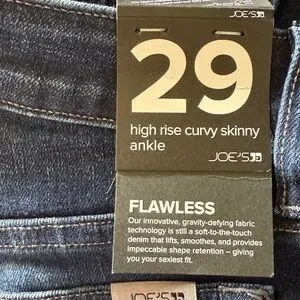 JOE'S
29
high rise curvy skinny
ankle
JOE'S
FLAWLESS
Our innovative, gravity-defying fabric
technology is still a soft-to-the-touch
denim that lifts, smoothes, and provides
impeccable shape retention – giving
you your sexiest fit.
JOE'S